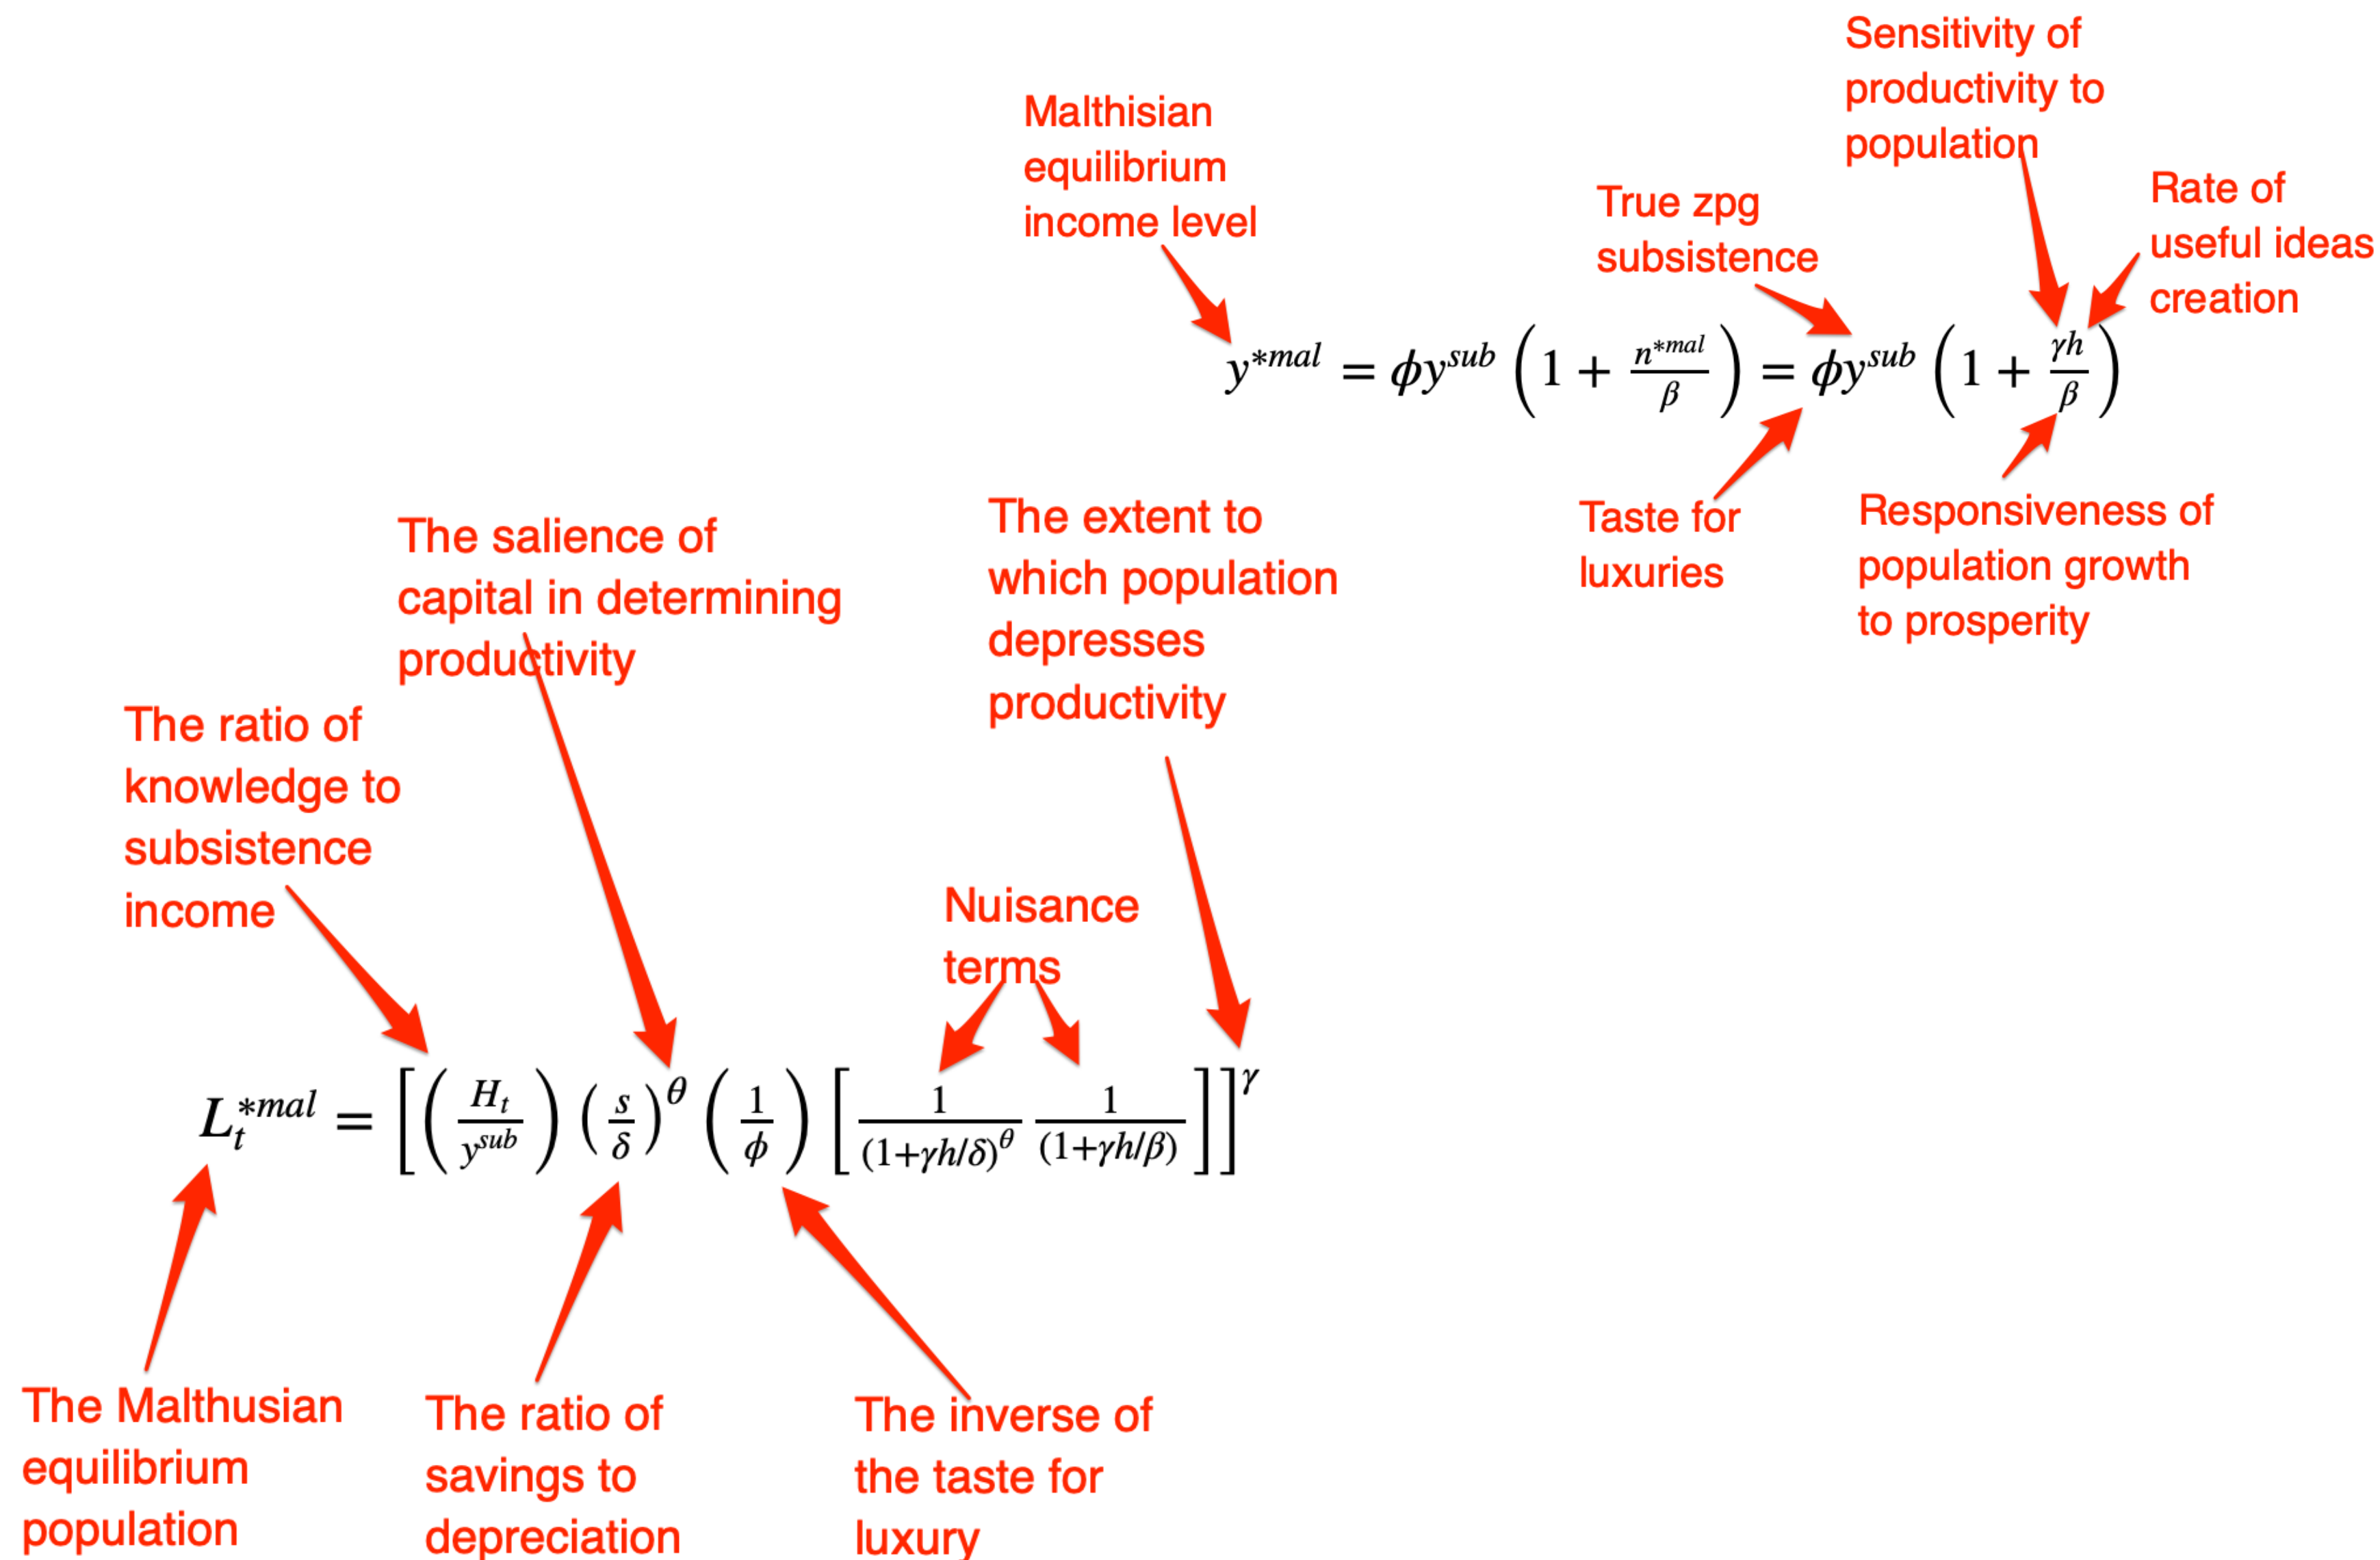 Sensitivity of
productivity to
population
Malthisian
equilibrium
income level
True zpg
subsistence
Rate of
useful ideas
creation
y^{*mal} = ϕy^{sub} (1 + n^{*mal}/β) = ϕy^{sub} (1 + γh/β)
Taste for
luxuries
Responsiveness of
population growth
to prosperity
The salience of
capital in determining
productivity
The extent to
which population
depresses
productivity
The ratio of
knowledge to
subsistence
income
Nuisance
terms
L_t^{*mal} = [(H_t/y^{sub}) (s/δ)^θ (1/ϕ) [1/(1+γh/δ)^θ 1/(1+γh/β)]]^γ
The Malthusian
equilibrium
population
The ratio of
savings to
depreciation
The inverse of
the taste for
luxury